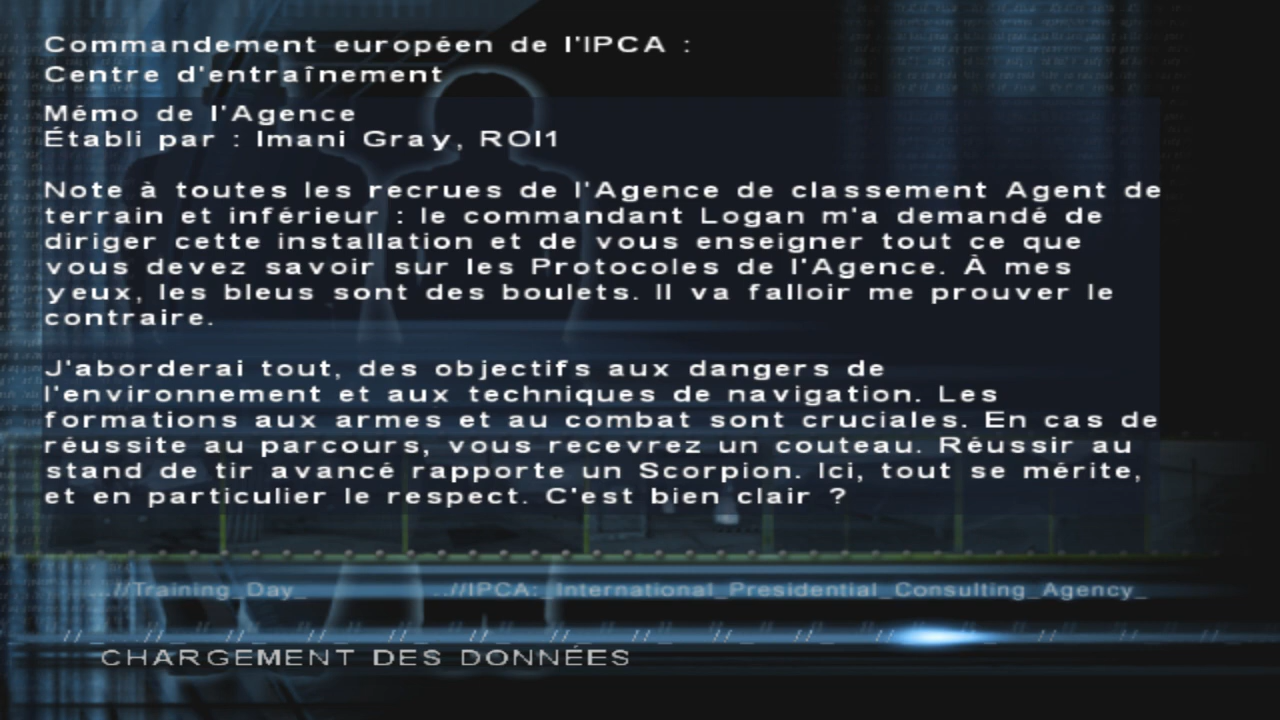 Commandement européen de l'IPCA :
Centre d'entraînement
Mémo de l'Agence
Établi par : Imani Gray, ROI1
Note à toutes les recrues de l'Agence de classement Agent de
terrain et inférieur : le commandant Logan m'a demandé de
diriger cette installation et de vous enseigner tout ce que
vous devez savoir sur les Protocoles de l'Agence. À mes
yeux, les bleus sont des boulets. Il va falloir me prouver le
contraire.
J'aborderai tout, des objectifs aux dangers de
l'environnement et aux techniques de navigation. Les
formations aux armes et au combat sont cruciales. En cas de
réussite au parcours, vous recevrez un couteau. Réussir au
stand de tir avancé rapporte un Scorpion. Ici, tout se mérite,
et en particulier le respect. C'est bien clair ?
...//Training_Day_ ..//IPCA:_International_Presidential_Consulting_Agency_
CHARGEMENT DES DONNÉES